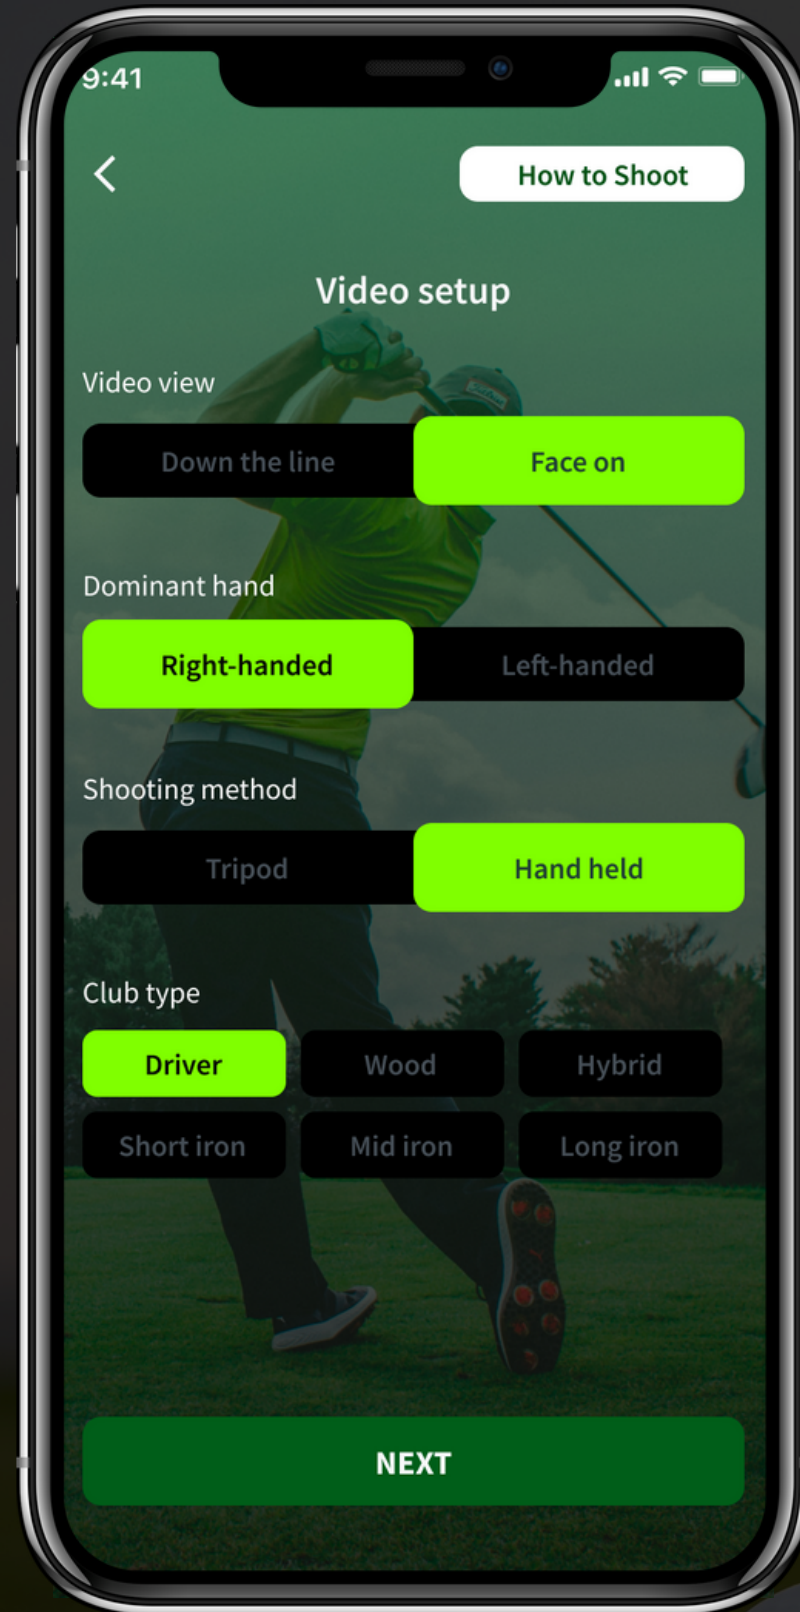 9:41
How to Shoot
Video setup
Video view
Down the line Face on
Dominant hand
Right-handed Left-handed
Shooting method
Tripod Hand held
Club type
Driver Wood Hybrid
Short iron Mid iron Long iron
NEXT